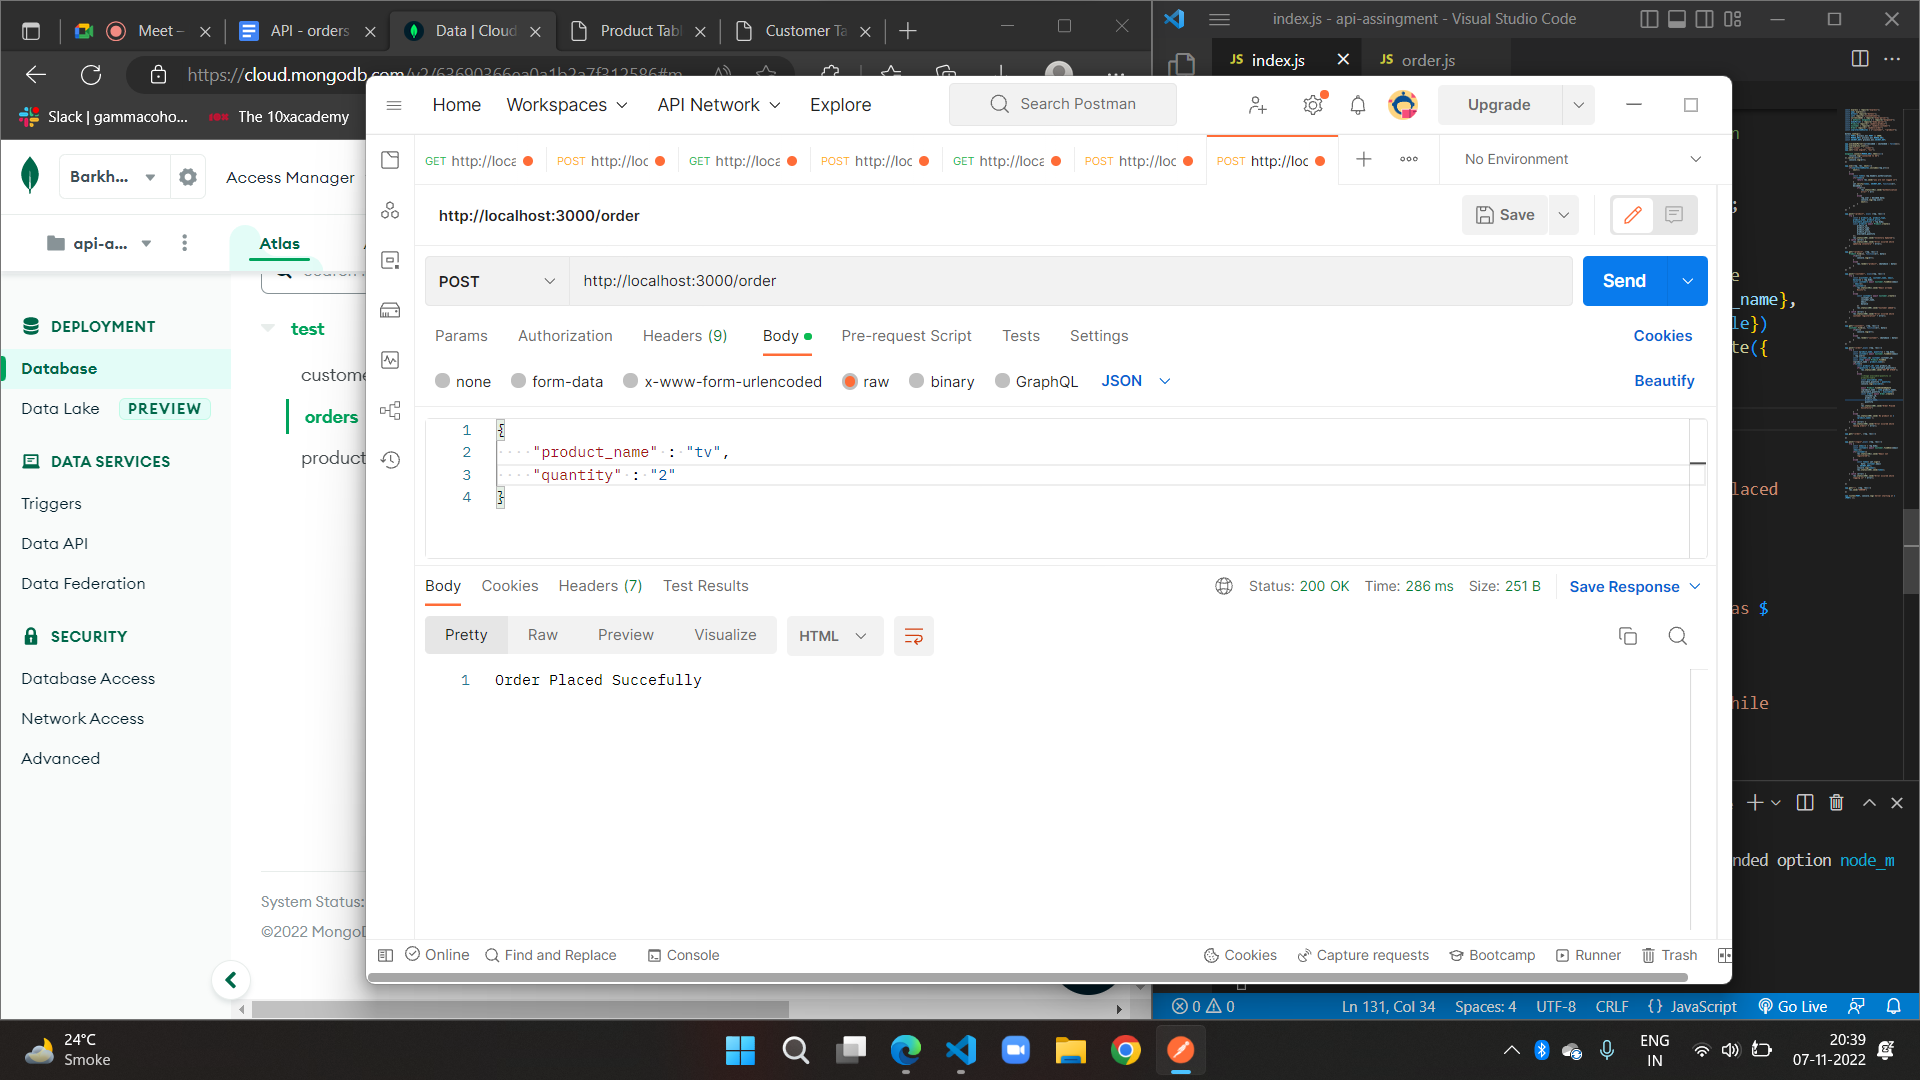 Meet –
API - orders
Data | Cloud
Product Tab
Customer Ta
https://cloud.mongodb.com/v2/63690366ea0a1b2a7f312586#m
Slack | gammacoho...
The 10xacademy
index.js - api-assingment - Visual Studio Code
JS index.js
JS order.js
Home
Workspaces
API Network
Explore
Search Postman
Upgrade
Barkh...
Access Manager
api-a...
Atlas
GET http://loca
POST http://loc
GET http://loca
POST http://loc
GET http://loca
POST http://loc
POST http://loc
No Environment
http://localhost:3000/order
Save
POST
http://localhost:3000/order
Send
Params
Authorization
Headers (9)
Body
Pre-request Script
Tests
Settings
Cookies
none
form-data
x-www-form-urlencoded
raw
binary
GraphQL
JSON
Beautify
1 {
2 "product_name" : "tv",
3 "quantity" : "2"
4 }
DEPLOYMENT
Database
Data Lake
PREVIEW
DATA SERVICES
Triggers
Data API
Data Federation
SECURITY
Database Access
Network Access
Advanced
test
custome
orders
product
System Status:
©2022 MongoD
Body
Cookies
Headers (7)
Test Results
Status: 200 OK
Time: 286 ms
Size: 251 B
Save Response
Pretty
Raw
Preview
Visualize
HTML
1 Order Placed Succefully
Online
Find and Replace
Console
Cookies
Capture requests
Bootcamp
Runner
Trash
;
e
_name},
le})
te({
laced
as $
hile
nded option node_m
0
0
Ln 131, Col 34
Spaces: 4
UTF-8
CRLF
{ } JavaScript
Go Live
24°C
Smoke
ENG
IN
20:39
07-11-2022